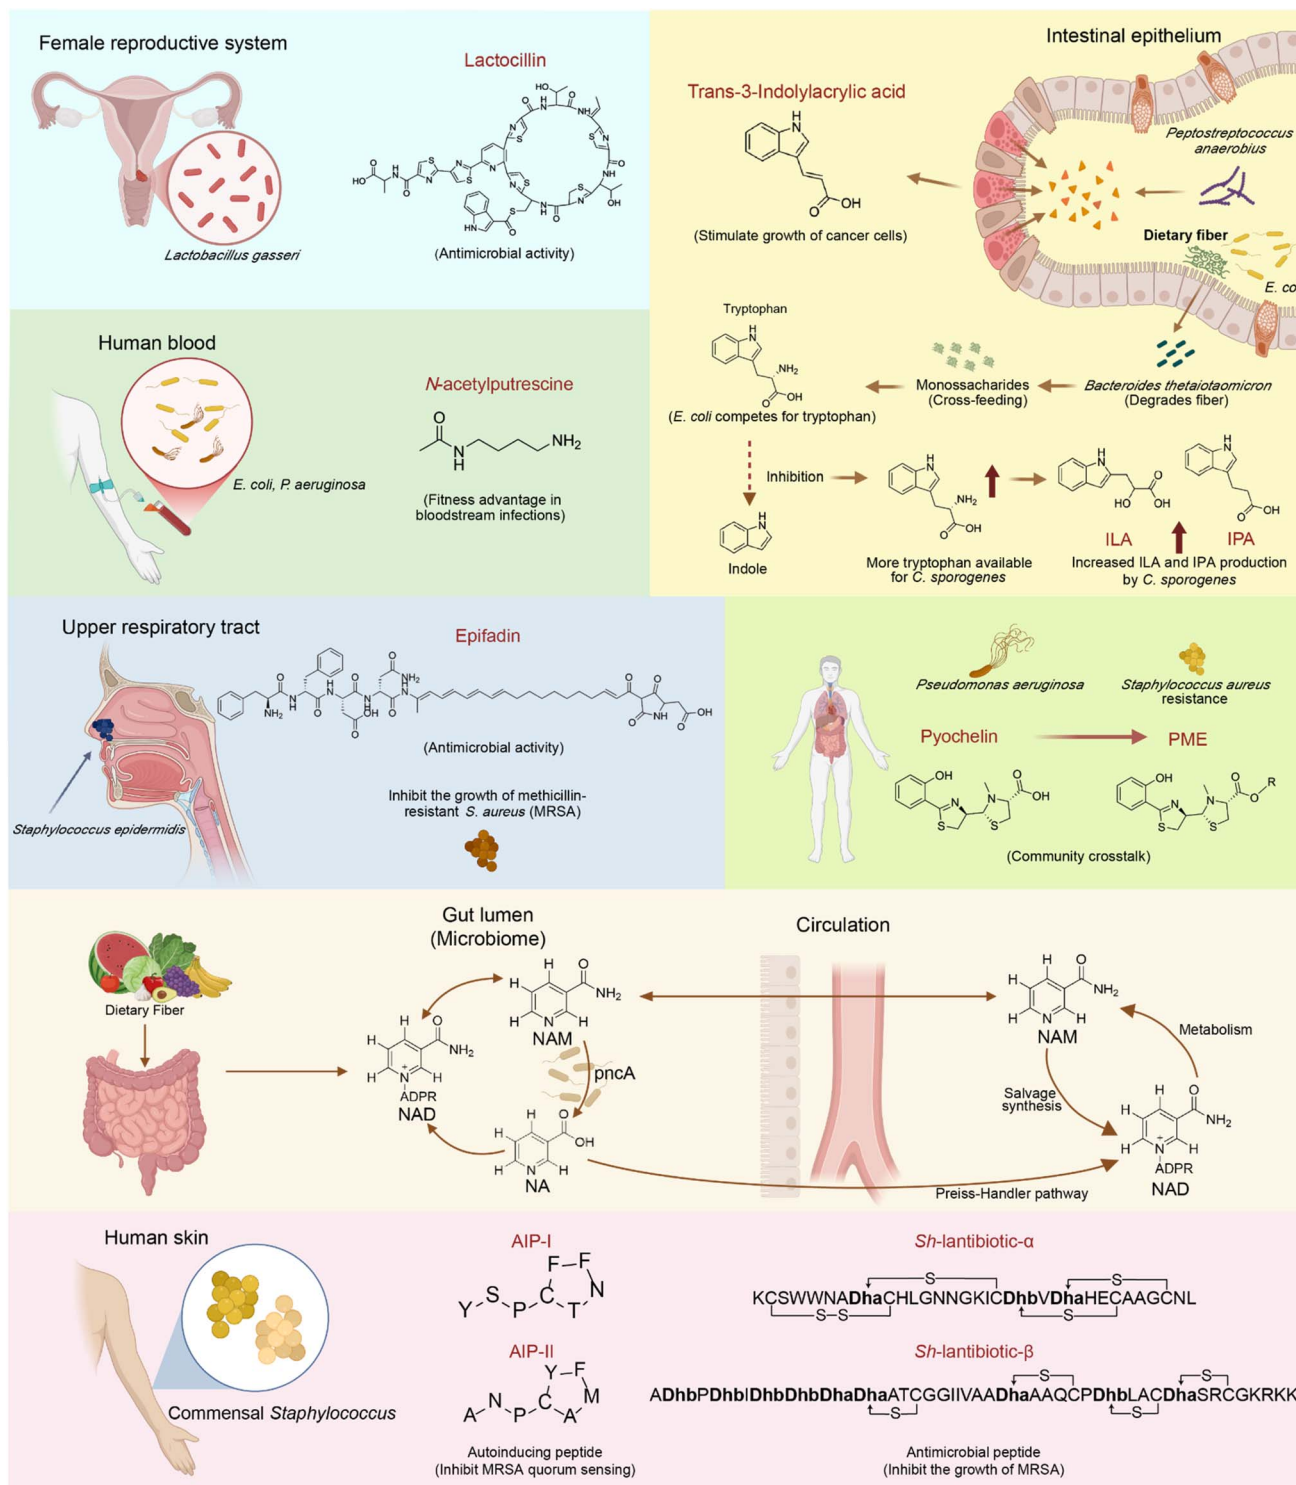 Female reproductive system
Lactocillin
(Antimicrobial activity)
Lactobacillus gasseri
Intestinal epithelium
Trans-3-Indolylacrylic acid
(Stimulate growth of cancer cells)
Peptostreptococcus
anaerobius
Dietary fiber
E. co
Tryptophan
(E. coli competes for tryptophan)
Monossacharides
(Cross-feeding)
Bacteroides thetaiotaomicron
(Degrades fiber)
Inhibition
Indole
More tryptophan available
for C. sporogenes
ILA
IPA
Increased ILA and IPA production
by C. sporogenes
Human blood
E. coli, P. aeruginosa
N-acetylputrescine
(Fitness advantage in
bloodstream infections)
Upper respiratory tract
Staphylococcus epidermidis
Epifadin
(Antimicrobial activity)
Inhibit the growth of methicillin-
resistant S. aureus (MRSA)
Pseudomonas aeruginosa
Staphylococcus aureus
resistance
Pyochelin
PME
(Community crosstalk)
Dietary Fiber
Gut lumen
(Microbiome)
Circulation
NAM
pncA
ADPR
NAD
NA
NAM
Metabolism
Salvage
synthesis
ADPR
NAD
Preiss-Handler pathway
Human skin
Commensal Staphylococcus
AIP-I
Y-S-P-C-F-F-N-T
AIP-II
A-N-P-C-Y-F-M-A
Autoinducing peptide
(Inhibit MRSA quorum sensing)
Sh-lantibiotic-α
KCSWWNADhaCHLGNNGKICDhbVDhaHECAAGCNL
Sh-lantibiotic-β
ADhbPDhbIDhbDhbDhaDhaATCGGIIVAADhaAAQCPDhbLACDhaSRCGKRKK
Antimicrobial peptide
(Inhibit the growth of MRSA)